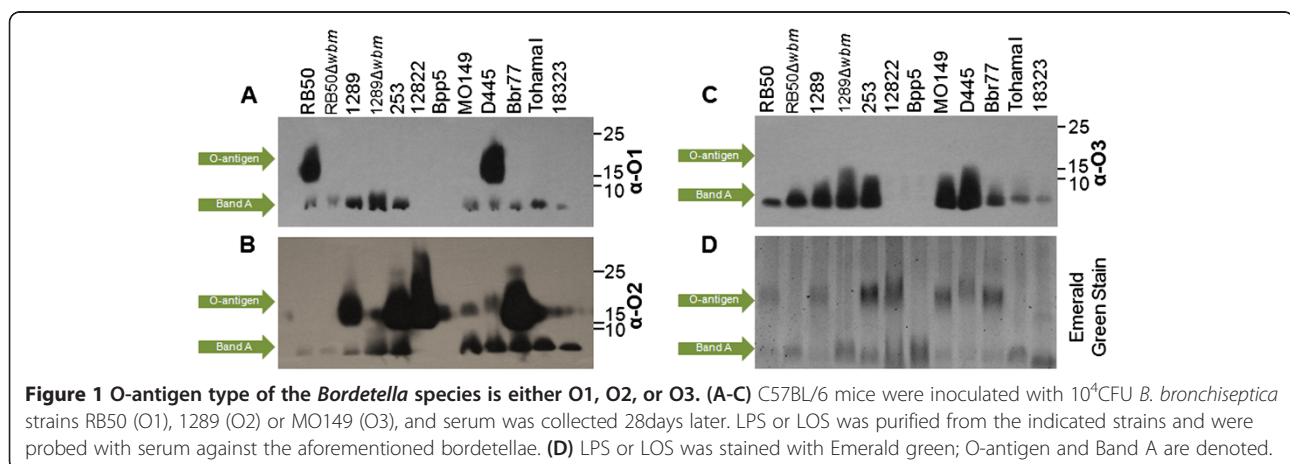 A
RB50
RB50Δwbm
1289
1289Δwbm
253
12822
Bpp5
MO149
D445
Bbr77
TohamaI
18323
O-antigen
Band A
25
15
10
α-O1
B
O-antigen
Band A
25
15
10
α-O2
C
RB50
RB50Δwbm
1289
1289Δwbm
253
12822
Bpp5
MO149
D445
Bbr77
TohamaI
18323
O-antigen
Band A
25
15
10
α-O3
D
O-antigen
Band A
Emerald
Green Stain
Figure 1 O-antigen type of the Bordetella species is either O1, O2, or O3. (A-C) C57BL/6 mice were inoculated with 10⁴CFU B. bronchiseptica
strains RB50 (O1), 1289 (O2) or MO149 (O3), and serum was collected 28days later. LPS or LOS was purified from the indicated strains and were
probed with serum against the aforementioned bordetellae. (D) LPS or LOS was stained with Emerald green; O-antigen and Band A are denoted.